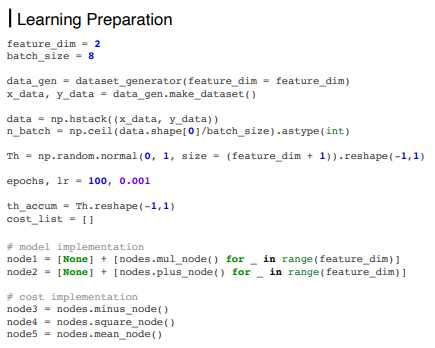 Learning Preparation
feature_dim = 2
batch_size = 8
data_gen = dataset_generator(feature_dim = feature_dim)
x_data, y_data = data_gen.make_dataset()
data = np.hstack((x_data, y_data))
n_batch = np.ceil(data.shape[0]/batch_size).astype(int)
Th = np.random.normal(0, 1, size = (feature_dim + 1)).reshape(-1,1)
epochs, lr = 100, 0.001
th_accum = Th.reshape(-1,1)
cost_list = []
# model implementation
node1 = [None] + [nodes.mul_node() for _ in range(feature_dim)]
node2 = [None] + [nodes.plus_node() for _ in range(feature_dim)]
# cost implementation
node3 = nodes.minus_node()
node4 = nodes.square_node()
node5 = nodes.mean_node()